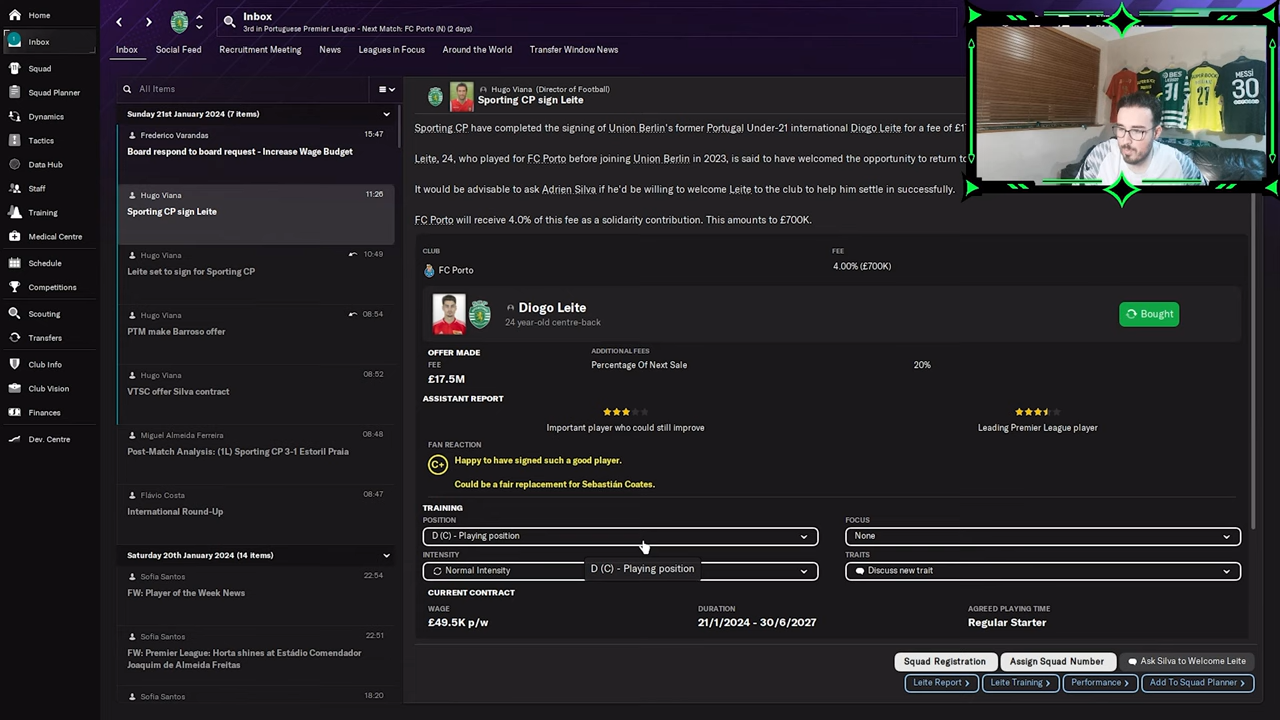 Home
Inbox
Squad
Squad Planner
Dynamics
Tactics
Data Hub
Staff
Training
Medical Centre
Schedule
Competitions
Scouting
Transfers
Club Info
Club Vision
Finances
Dev. Centre
Inbox
3rd in Portuguese Premier League - Next Match: FC Porto (N) (2 days)
Inbox Social Feed Recruitment Meeting News Leagues in Focus Around the World Transfer Window News
All Items
Sunday 21st January 2024 (7 items)
Frederico Varandas 15:47
Board respond to board request - Increase Wage Budget
Hugo Viana 11:26
Sporting CP sign Leite
Hugo Viana 10:49
Leite set to sign for Sporting CP
Hugo Viana 08:54
PTM make Barroso offer
Hugo Viana 08:52
VTSC offer Silva contract
Miguel Almeida Ferreira 08:48
Post-Match Analysis: (1L) Sporting CP 3-1 Estoril Praia
Flávio Costa 08:47
International Round-Up
Saturday 20th January 2024 (14 items)
Sofia Santos 22:54
FW: Player of the Week News
Sofia Santos 22:51
FW: Premier League: Horta shines at Estádio Comendador
Joaquim de Almeida Freitas
Sofia Santos 18:20
Hugo Viana (Director of Football)
Sporting CP sign Leite
Sporting CP have completed the signing of Union Berlin's former Portugal Under-21 international Diogo Leite for a fee of
Leite, 24, who played for FC Porto before joining Union Berlin in 2023, is said to have welcomed the opportunity to return to
It would be advisable to ask Adrien Silva if he'd be willing to welcome Leite to the club to help him settle in successfully.
FC Porto will receive 4.0% of this fee as a solidarity contribution. This amounts to £700K.
CLUB FEE
FC Porto 4.00% (£700K)
Diogo Leite
24 year-old centre-back
Bought
OFFER MADE ADDITIONAL FEES
FEE Percentage Of Next Sale 20%
£17.5M
ASSISTANT REPORT
Important player who could still improve Leading Premier League player
FAN REACTION
C+ Happy to have signed such a good player.
Could be a fair replacement for Sebastián Coates.
TRAINING
POSITION FOCUS
D (C) - Playing position None
INTENSITY TRAITS
Normal Intensity D (C) - Playing position Discuss new trait
CURRENT CONTRACT
WAGE DURATION AGREED PLAYING TIME
£49.5K p/w 21/1/2024 - 30/6/2027 Regular Starter
Squad Registration Assign Squad Number Ask Silva to Welcome Leite
Leite Report Leite Training Performance Add To Squad Planner
BES
31
SUPER BOCK
27
MESSI
30